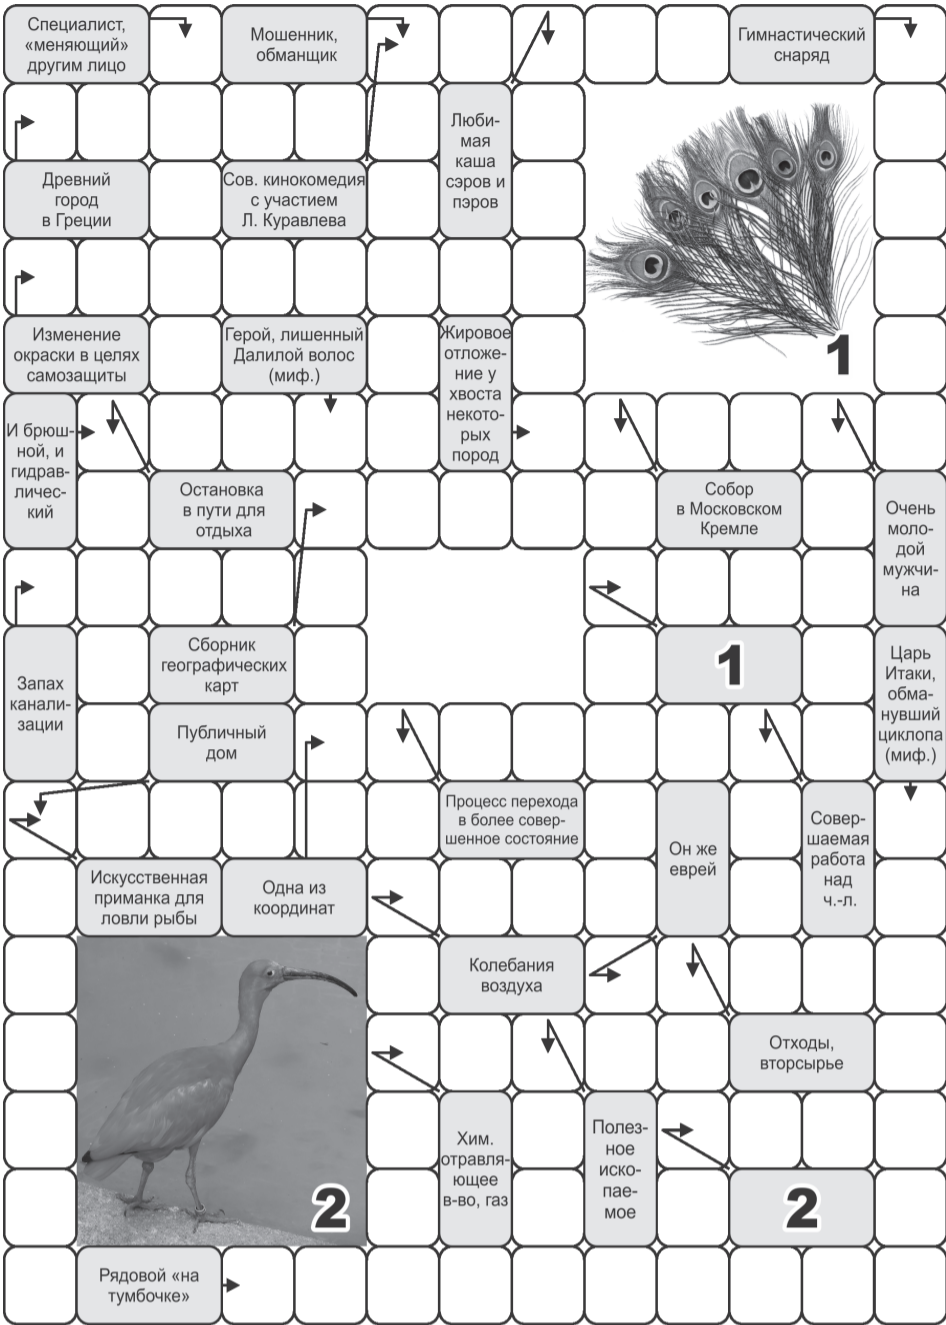 Специалист,
«меняющий»
другим лицо
Мошенник,
обманщик
Гимнастический
снаряд
Люби-
мая
каша
сэров и
пэров
Древний
город
в Греции
Сов. кинокомедия
с участием
Л. Куравлева
1
Изменение
окраски в целях
самозащиты
Герой, лишенный
Далилой волос
(миф.)
Жировое
отложе-
ние у
хвоста
некото-
рых
пород
И брюш-
ной, и
гидрав-
личес-
кий
Остановка
в пути для
отдыха
Собор
в Московском
Кремле
Очень
моло-
дой
мужчи-
на
Запах
канали-
зации
Сборник
географических
карт
1
Царь
Итаки,
обма-
нувший
циклопа
(миф.)
Публичный
дом
Процесс перехода
в более совер-
шенное состояние
Он же
еврей
Совер-
шаемая
работа
над
ч.-л.
Искусственная
приманка для
ловли рыбы
Одна из
координат
Колебания
воздуха
Отходы,
вторсырье
Хим.
отравля-
ющее
в-во, газ
Полез-
ное
иско-
пае-
мое
2
2
Рядовой «на
тумбочке»